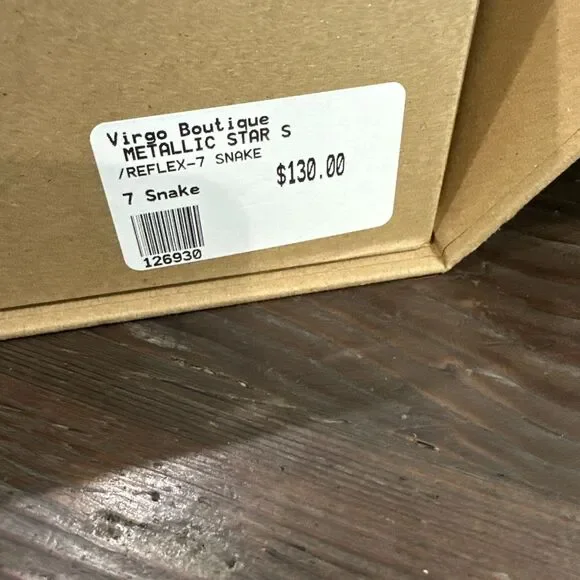 Virgo Boutique
METALLIC STAR S
/REFLEX-7 SNAKE
$130.00
7 Snake
126930